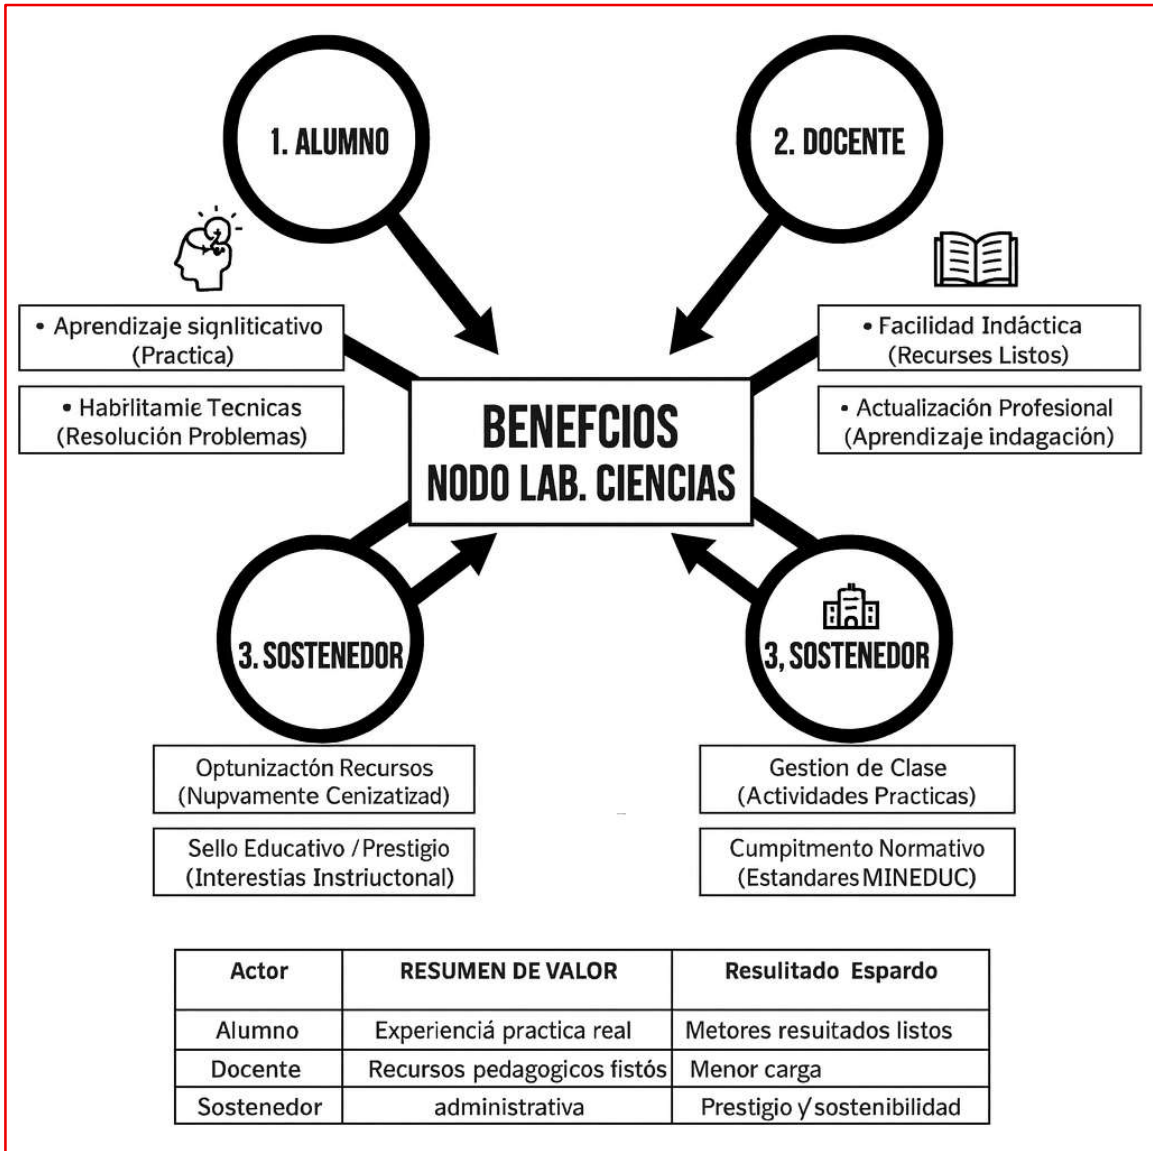 1. ALUMNO
2. DOCENTE
• Aprendizaje siqnliticativo
(Practica)
• Habrlitamie Tecnicas
(Resolución Problemas)
• Facilidad Indáctica
(Recurses Listos)
• Actualización Profesional
(Aprendizaje indagación)
BENEFCIOS
NODO LAB. CIENCIAS
3. SOSTENEDOR
3, SOSTENEDOR
Optunizactón Recursos
(Nupvamente Cenizatizad)
Sello Educativo / Prestigio
(Interestias Instriuctonal)
Gestion de Clase
(Actividades Practicas)
Cumpitmento Normativo
(Estandares MINEDUC)
Actor RESUMEN DE VALOR Resulitado Espardo
Alumno Experienciá practica real Metores resuitados listos
Docente Recursos pedagogicos fistós Menor carga
Sostenedor administrativa Prestigio y sostenibilidad